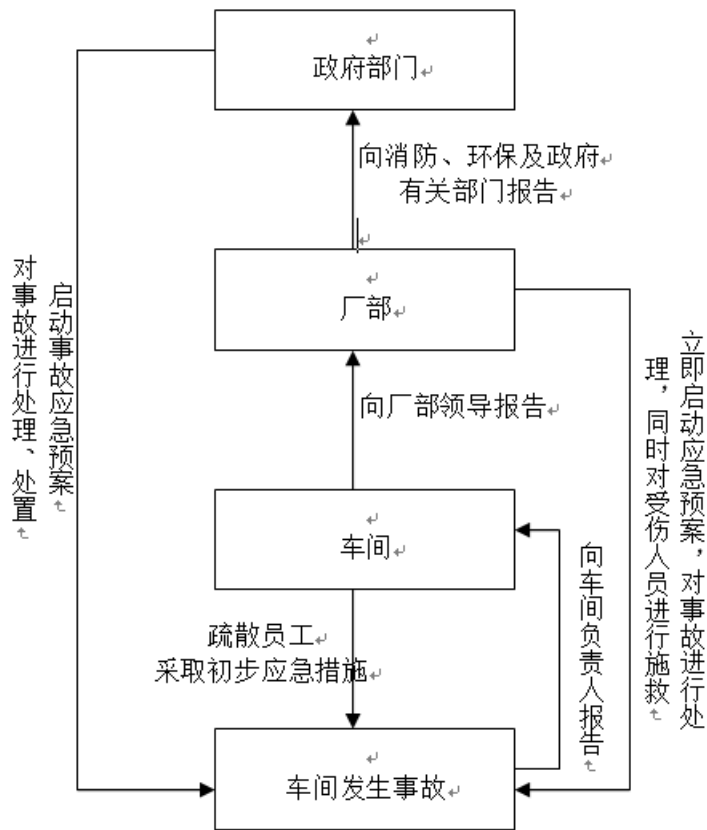 政府部门
向消防、环保及政府
有关部门报告
厂部
向厂部领导报告
车间
疏散员工
采取初步应急措施
车间发生事故
启动事故应急预案
对事故进行处理、处置
向车间负责人报告
立即启动应急预案，对事故进行处
理，同时对受伤人员进行施救